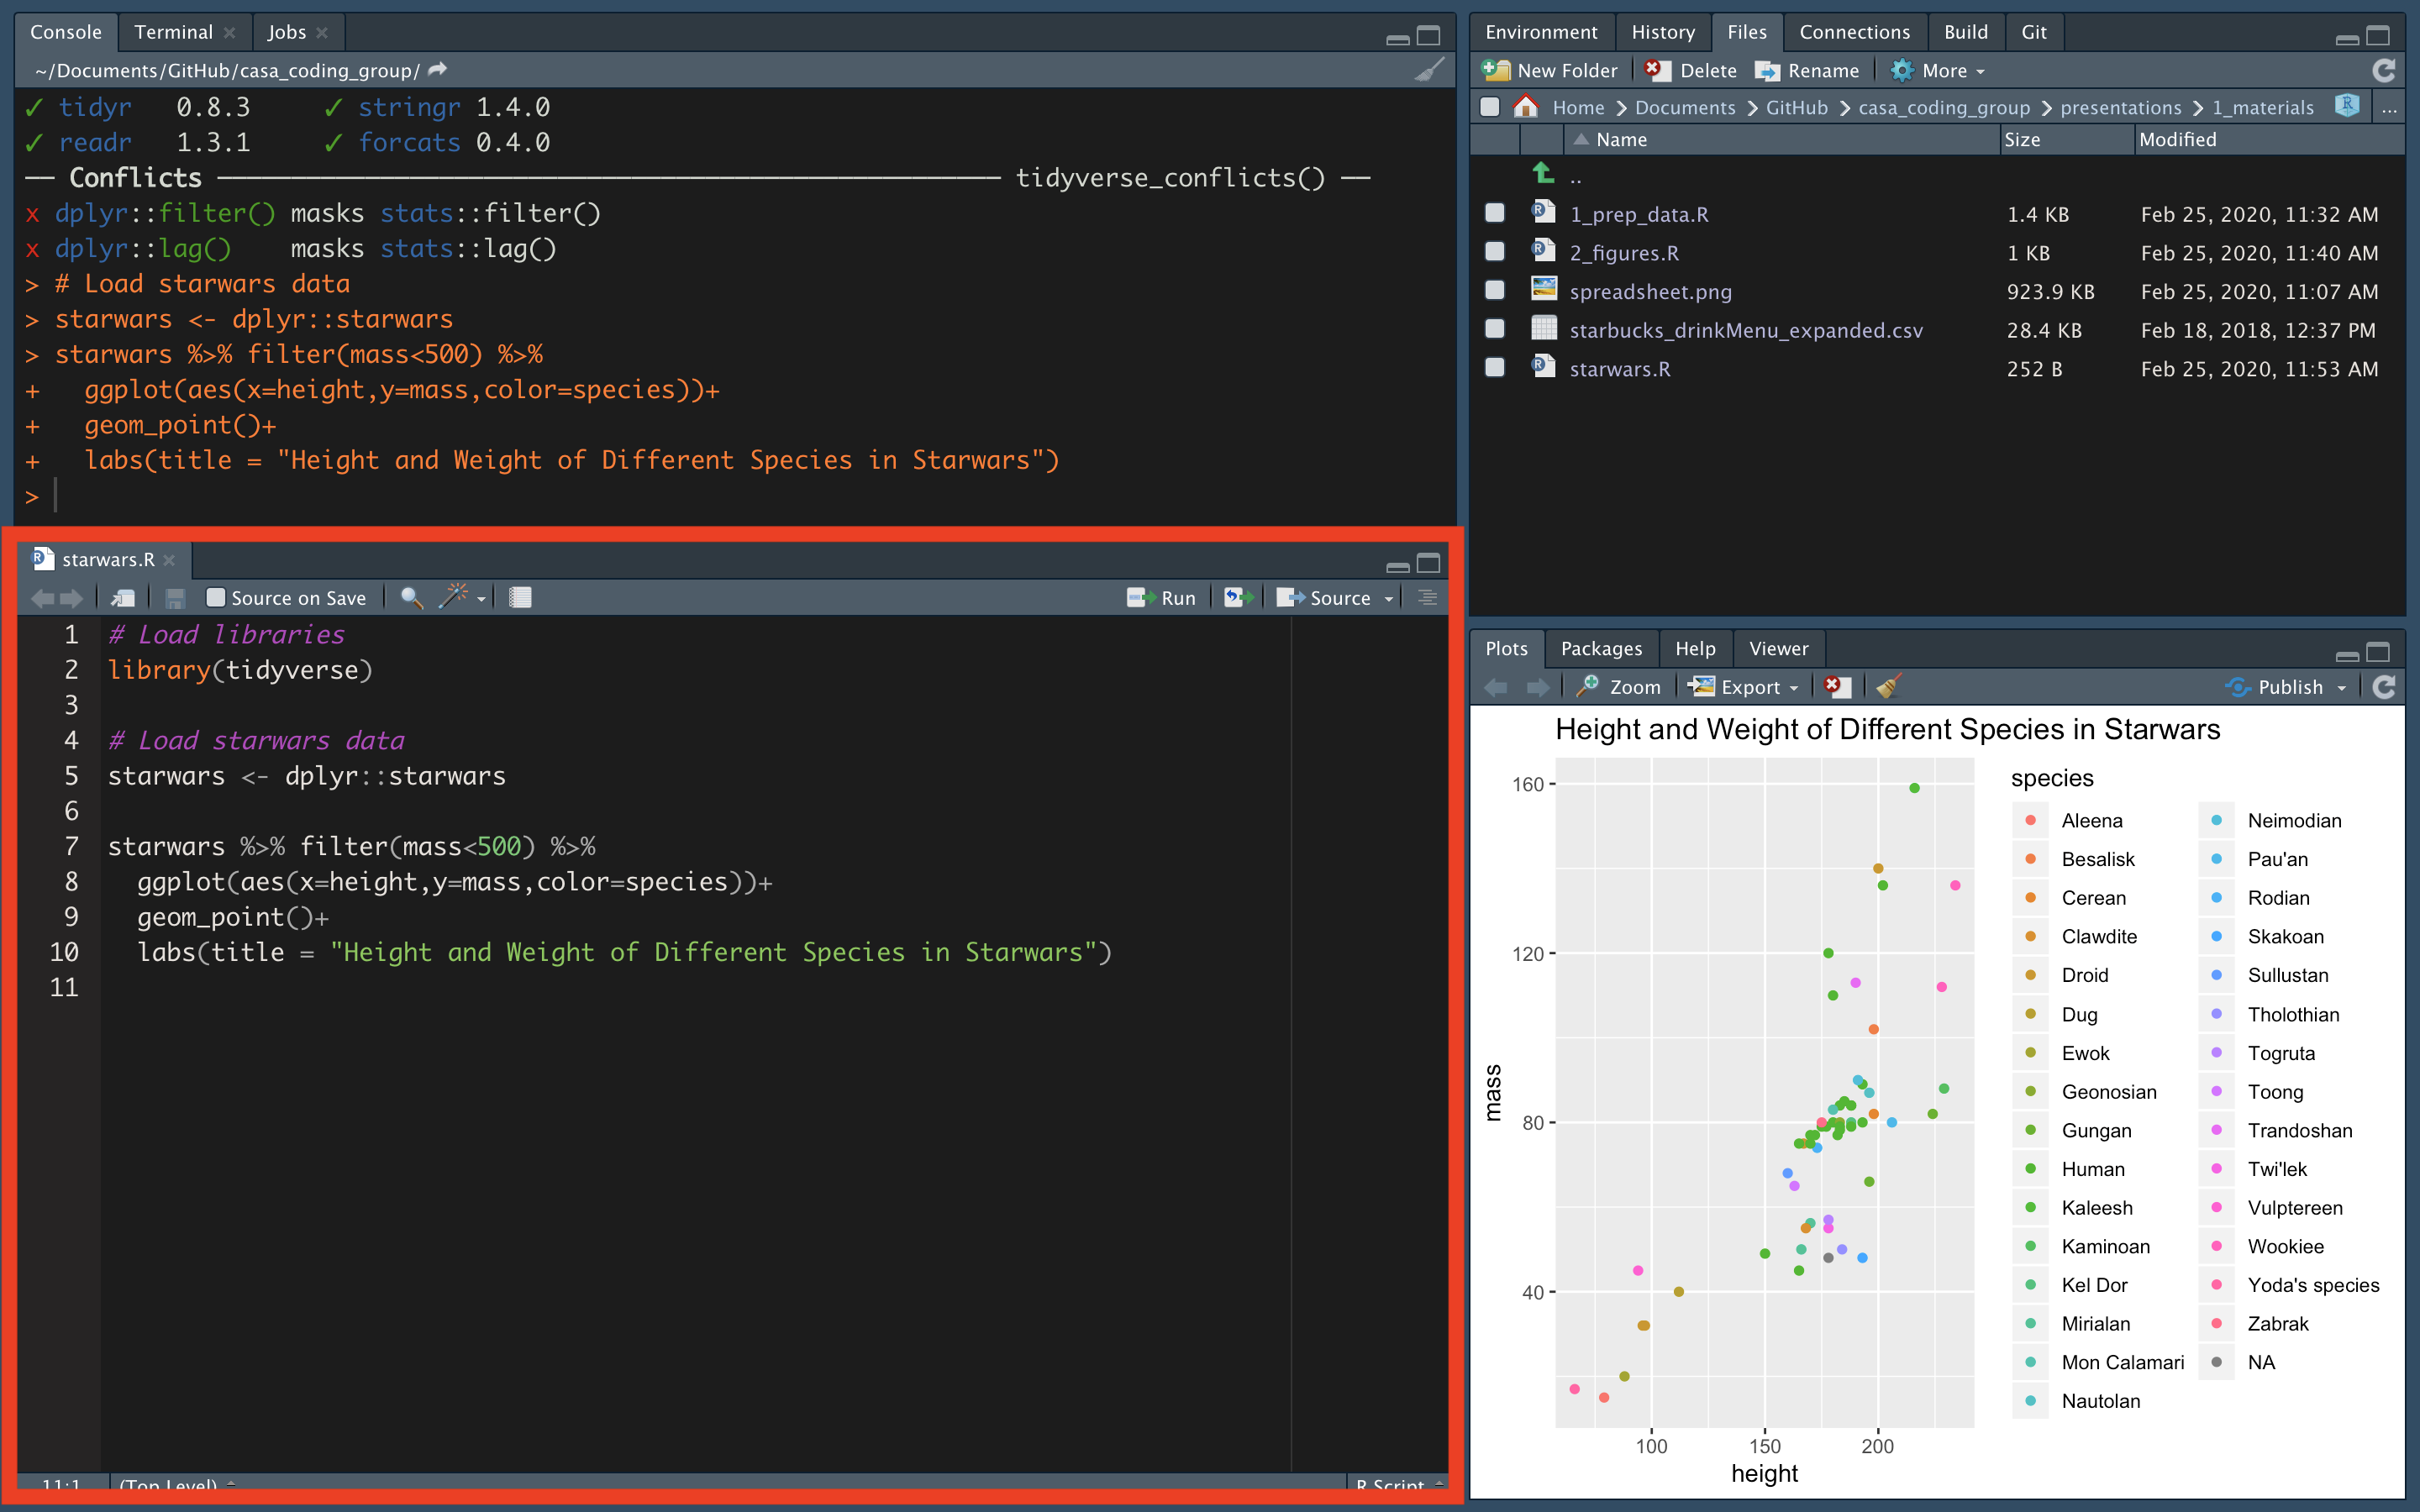 Console Terminal Jobs
~/Documents/GitHub/casa_coding_group/
✓ tidyr 0.8.3 ✓ stringr 1.4.0
✓ readr 1.3.1 ✓ forcats 0.4.0
── Conflicts ── tidyverse_conflicts() ──
x dplyr::filter() masks stats::filter()
x dplyr::lag() masks stats::lag()
> # Load starwars data
> starwars <- dplyr::starwars
> starwars %>% filter(mass<500) %>%
+ ggplot(aes(x=height,y=mass,color=species))+
+ geom_point()+
+ labs(title = "Height and Weight of Different Species in Starwars")
>
starwars.R
Source on Save Run Source
1 # Load libraries
2 library(tidyverse)
3
4 # Load starwars data
5 starwars <- dplyr::starwars
6
7 starwars %>% filter(mass<500) %>%
8 ggplot(aes(x=height,y=mass,color=species))+
9 geom_point()+
10 labs(title = "Height and Weight of Different Species in Starwars")
11
11:1 (Top Level) R Script
Environment History Files Connections Build Git
New Folder Delete Rename More
Home Documents GitHub casa_coding_group presentations 1_materials R ...
Name Size Modified
..
1_prep_data.R 1.4 KB Feb 25, 2020, 11:32 AM
2_figures.R 1 KB Feb 25, 2020, 11:40 AM
spreadsheet.png 923.9 KB Feb 25, 2020, 11:07 AM
starbucks_drinkMenu_expanded.csv 28.4 KB Feb 18, 2018, 12:37 PM
starwars.R 252 B Feb 25, 2020, 11:53 AM
Plots Packages Help Viewer
Zoom Export Publish
Height and Weight of Different Species in Starwars
160
120
80
40
mass
100 150 200
height
species
Aleena
Besalisk
Cerean
Clawdite
Droid
Dug
Ewok
Geonosian
Gungan
Human
Kaleesh
Kaminoan
Kel Dor
Mirialan
Mon Calamari
Nautolan
Neimodian
Pau'an
Rodian
Skakoan
Sullustan
Tholothian
Togruta
Toong
Trandoshan
Twi'lek
Vulptereen
Wookiee
Yoda's species
Zabrak
NA